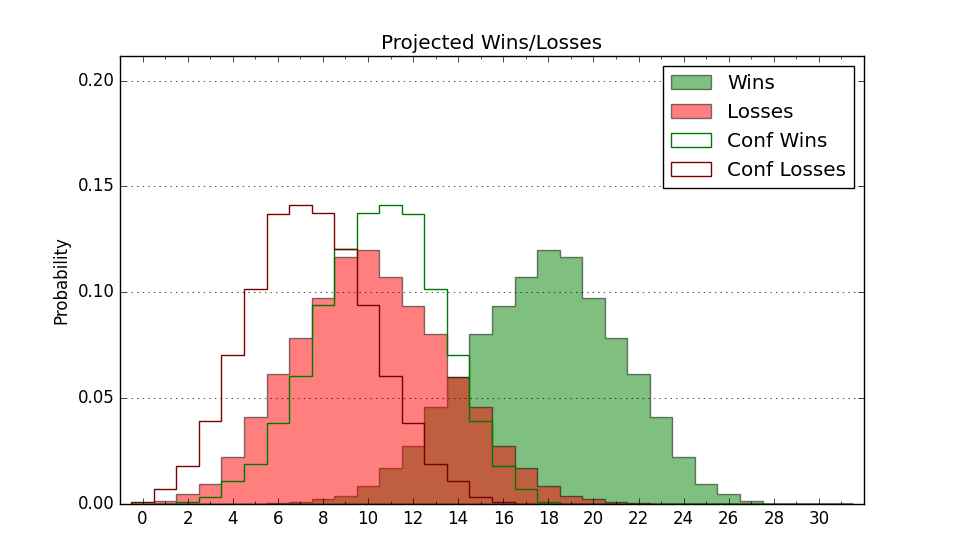 Projected Wins/Losses
Wins
Losses
Conf Wins
Conf Losses
Probability
0.20
0.15
0.10
0.05
0.00
0 2 4 6 8 10 12 14 16 18 20 22 24 26 28 30